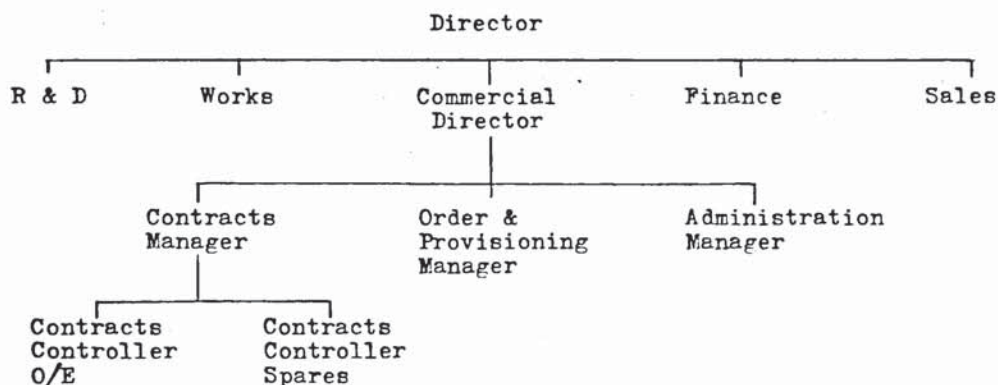 Director
R & D
Works
Commercial
Director
Finance
Sales
Contracts
Manager
Order &
Provisioning
Manager
Administration
Manager
Contracts
Controller
O/E
Contracts
Controller
Spares